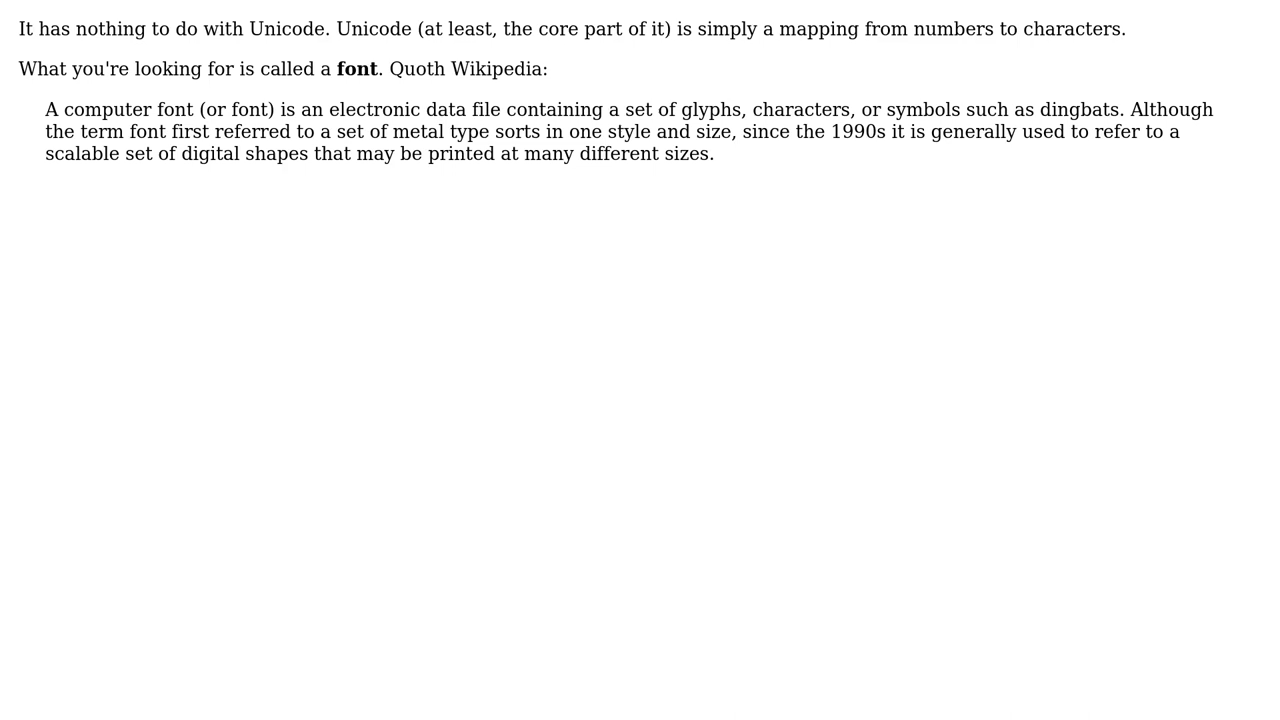 It has nothing to do with Unicode. Unicode (at least, the core part of it) is simply a mapping from numbers to characters.
What you're looking for is called a font. Quoth Wikipedia:
A computer font (or font) is an electronic data file containing a set of glyphs, characters, or symbols such as dingbats. Although
the term font first referred to a set of metal type sorts in one style and size, since the 1990s it is generally used to refer to a
scalable set of digital shapes that may be printed at many different sizes.